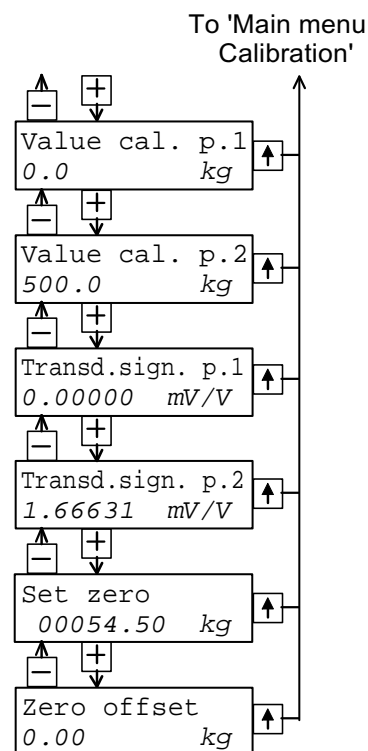 To 'Main menu
Calibration'
Value cal. p.1
0.0 kg
Value cal. p.2
500.0 kg
Transd.sign. p.1
0.00000 mV/V
Transd.sign. p.2
1.66631 mV/V
Set zero
00054.50 kg
Zero offset
0.00 kg